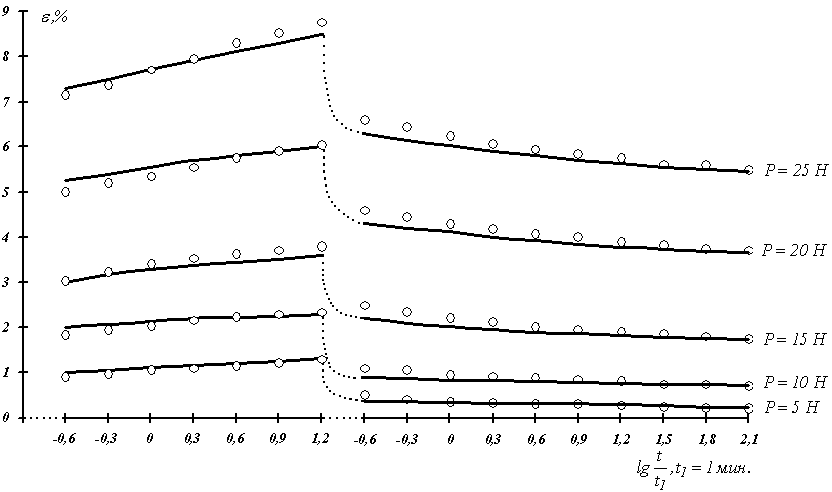 9 ε,%
8
7
6
5
4
3
2
1
0
P = 25 H
P = 20 H
P = 15 H
P = 10 H
P = 5 H
-0,6 -0,3 0 0,3 0,6 0,9 1,2 -0,6 -0,3 0 0,3 0,6 0,9 1,2 1,5 1,8 2,1
lg t/t1 , t1 = 1 мин.